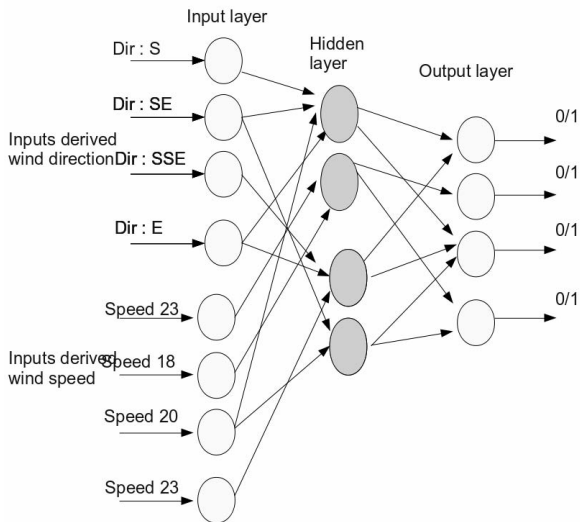 Input layer
Hidden
layer
Output layer
Dir : S
Dir : SE
Inputs derived
wind direction
Dir : SSE
Dir : E
Speed 23
Inputs derived
wind speed
Speed 18
Speed 20
Speed 23
0/1
0/1
0/1
0/1